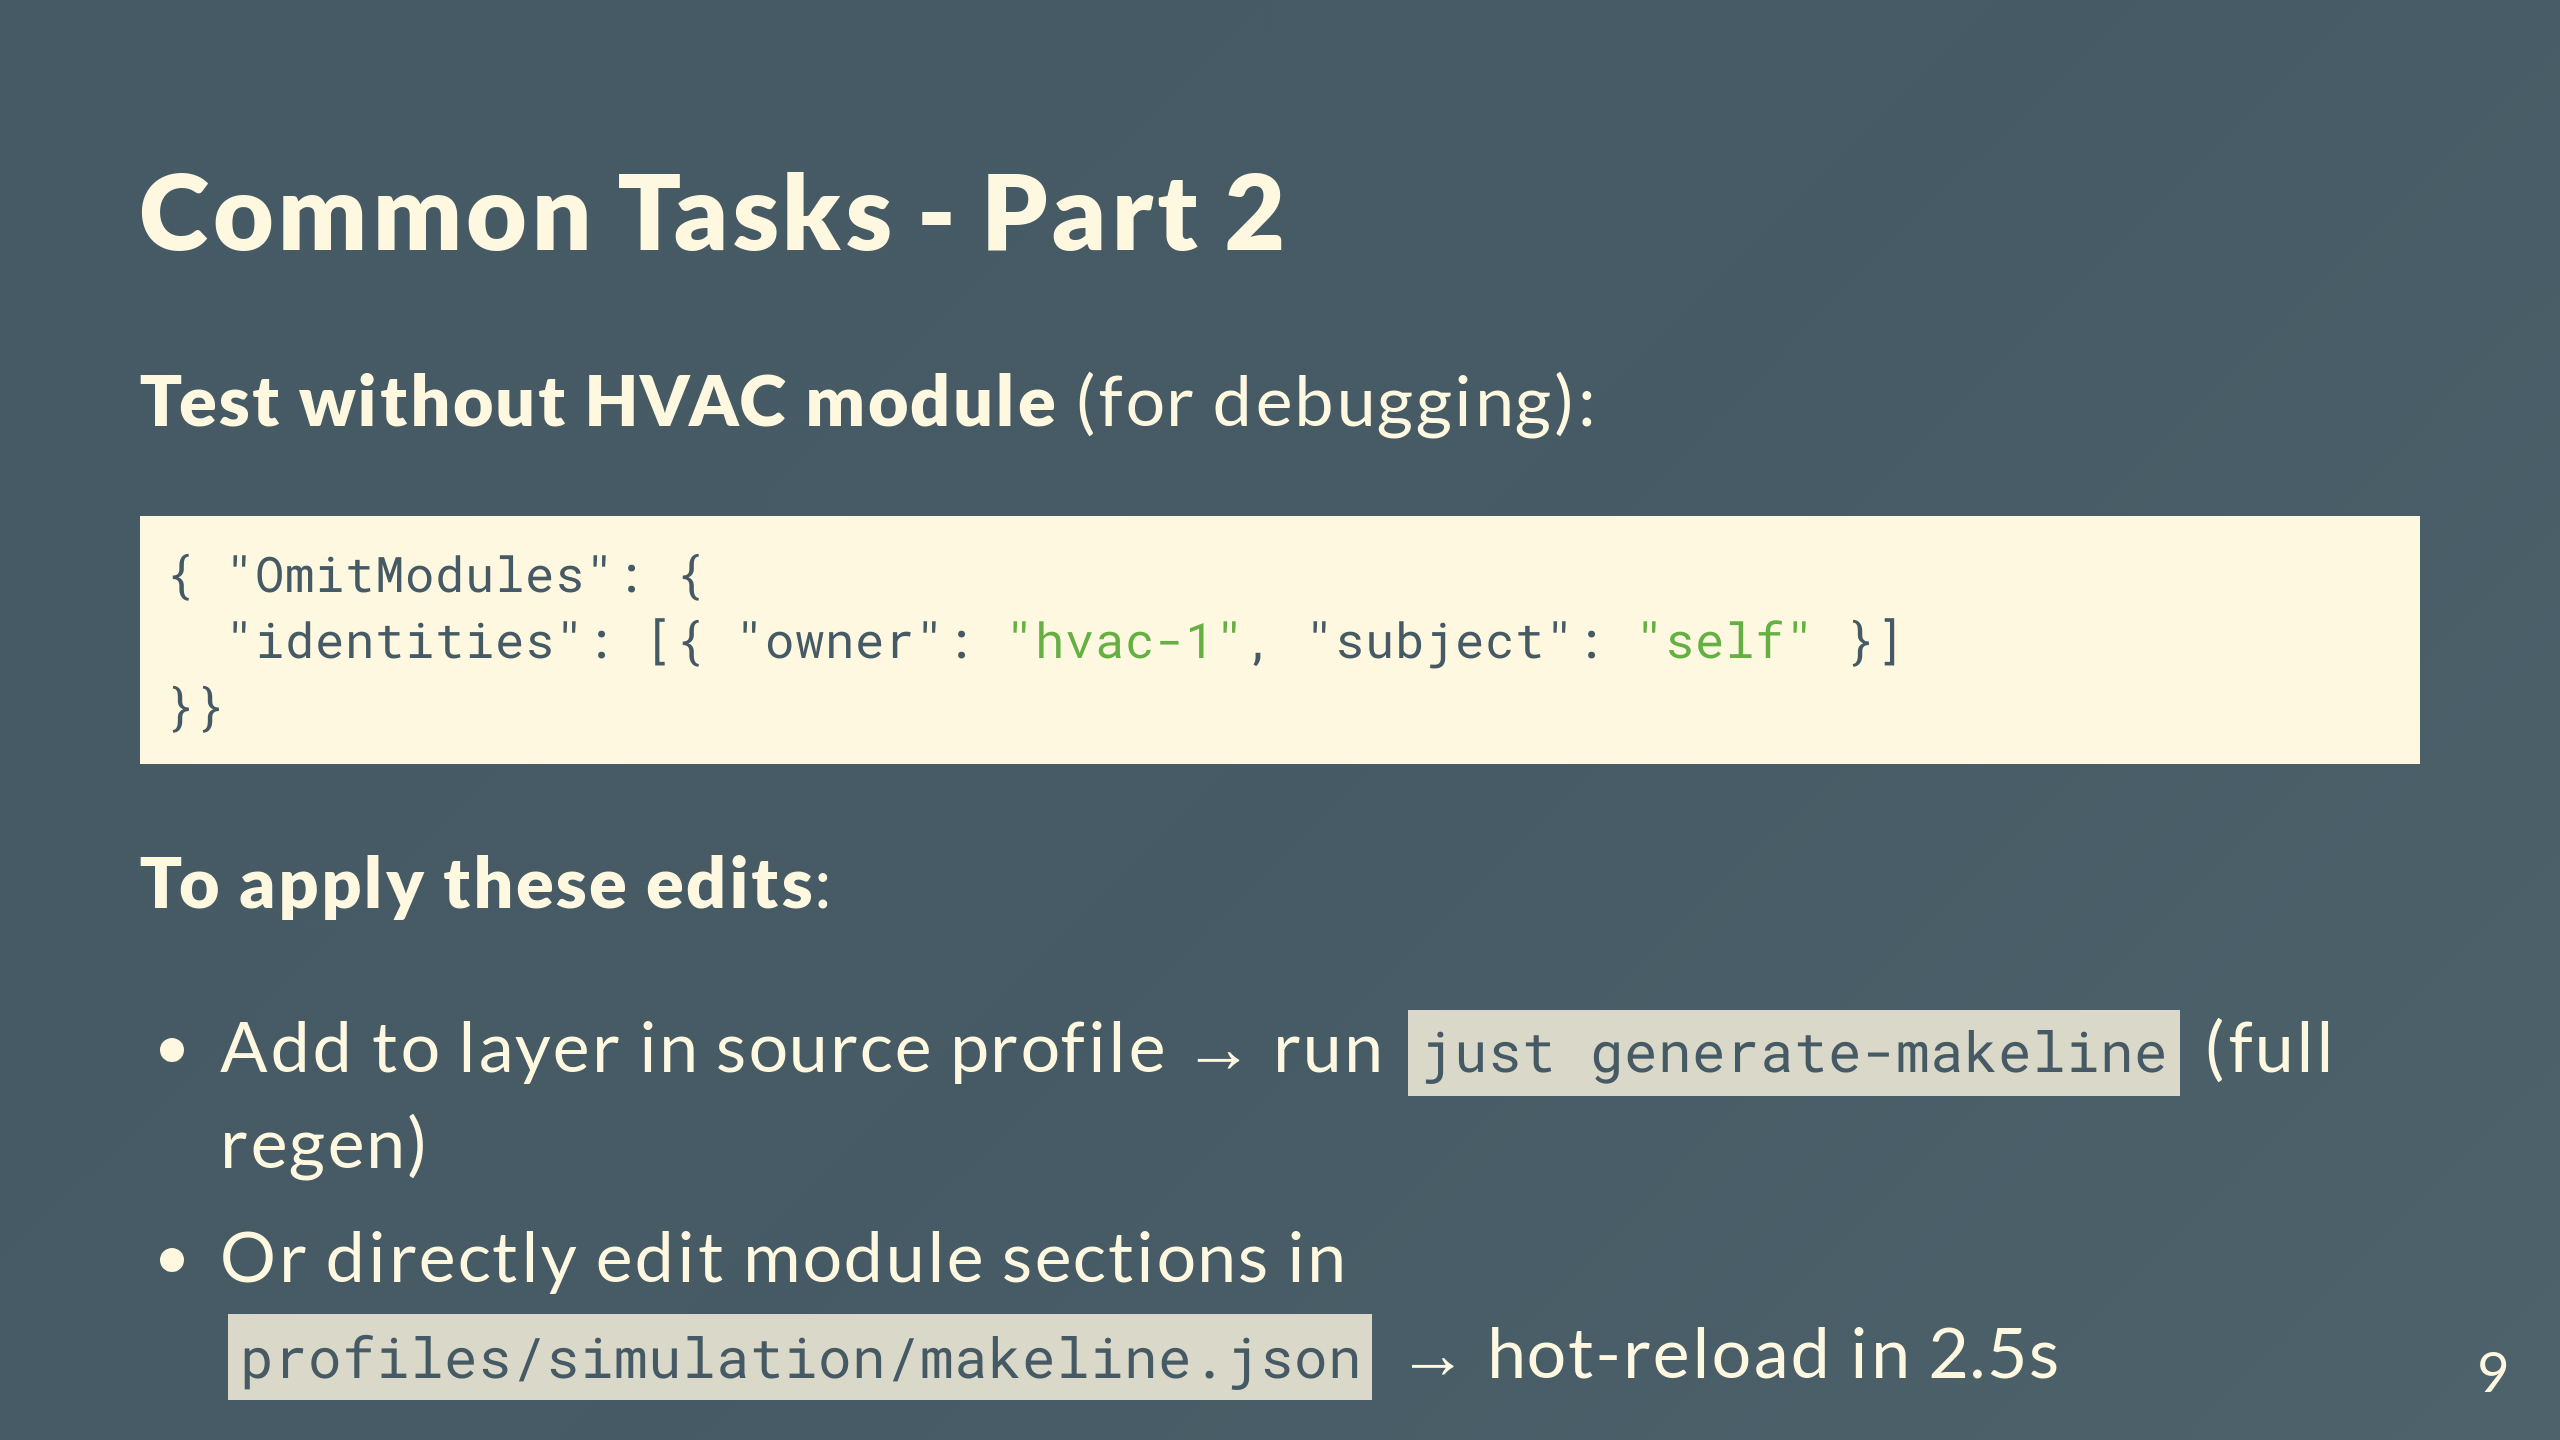 Common Tasks - Part 2
Test without HVAC module (for debugging):
{ "OmitModules": {
  "identities": [{ "owner": "hvac-1", "subject": "self" }]
}}
To apply these edits:
• Add to layer in source profile → run just generate-makeline (full
regen)
• Or directly edit module sections in
profiles/simulation/makeline.json → hot-reload in 2.5s
9